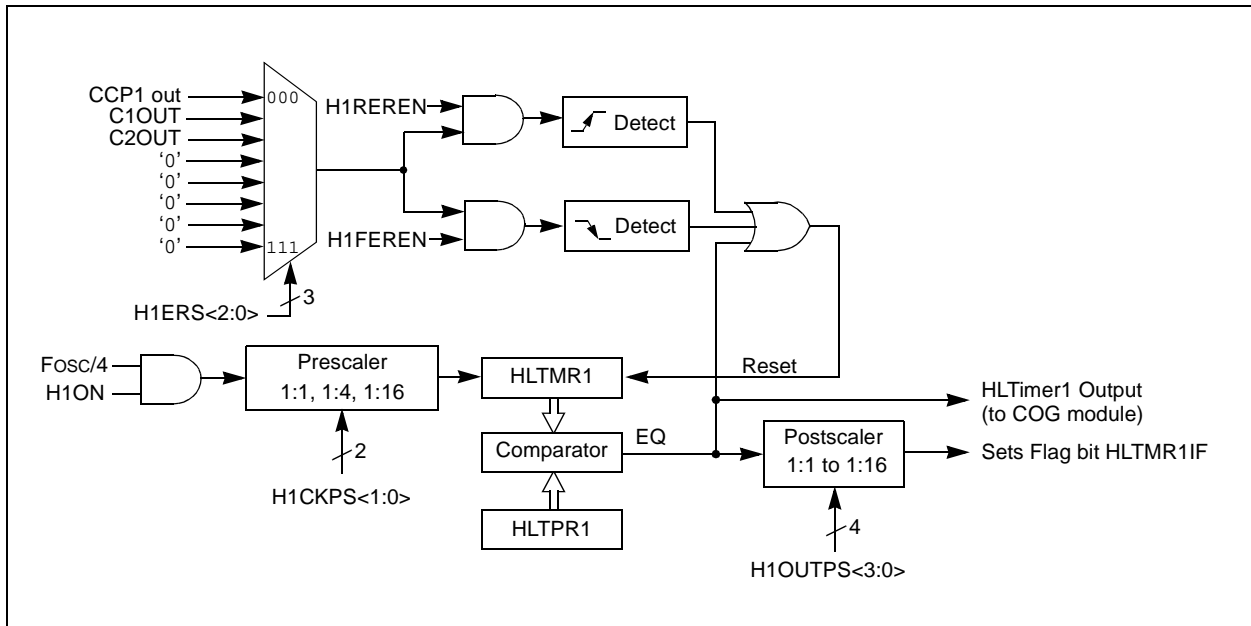 CCP1 out
C1OUT
C2OUT
‘0’
‘0’
‘0’
‘0’
‘0’
000
111
H1ERS<2:0>
3
H1REREN
H1FEREN
Detect
Detect
FOSC/4
H1ON
Prescaler
1:1, 1:4, 1:16
2
H1CKPS<1:0>
HLTMR1
Reset
Comparator
EQ
HLTPR1
Postscaler
1:1 to 1:16
4
H1OUTPS<3:0>
HLTimer1 Output
(to COG module)
Sets Flag bit HLTMR1IF